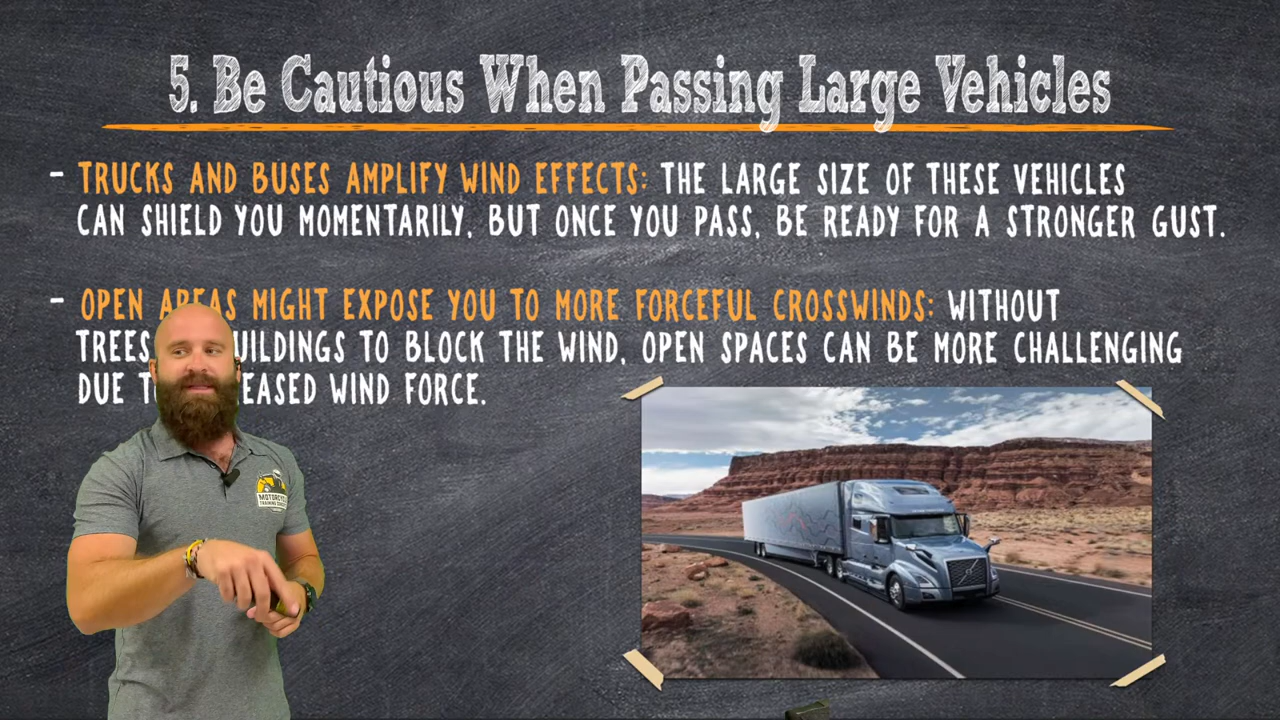 5. Be Cautious When Passing Large Vehicles
- TRUCKS AND BUSES AMPLIFY WIND EFFECTS: THE LARGE SIZE OF THESE VEHICLES
CAN SHIELD YOU MOMENTARILY, BUT ONCE YOU PASS, BE READY FOR A STRONGER GUST.
- OPEN AREAS MIGHT EXPOSE YOU TO MORE FORCEFUL CROSSWINDS: WITHOUT
TREES UILDINGS TO BLOCK THE WIND, OPEN SPACES CAN BE MORE CHALLENGING
DUE T EASED WIND FORCE.
MOTORCYCLE
TRAINING